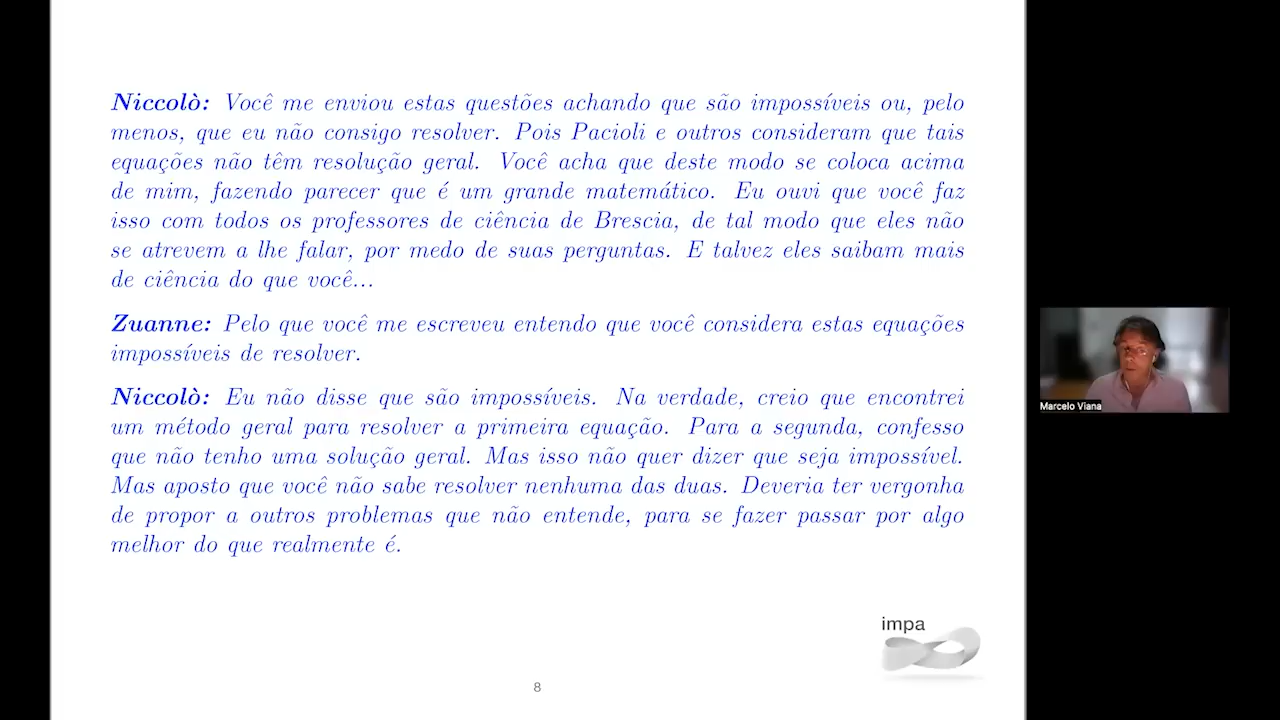 Niccolò: Você me enviou estas questões achando que são impossíveis ou, pelo
menos, que eu não consigo resolver. Pois Pacioli e outros consideram que tais
equações não têm resolução geral. Você acha que deste modo se coloca acima
de mim, fazendo parecer que é um grande matemático. Eu ouvi que você faz
isso com todos os professores de ciência de Brescia, de tal modo que eles não
se atrevem a lhe falar, por medo de suas perguntas. E talvez eles saibam mais
de ciência do que você...
Zuanne: Pelo que você me escreveu entendo que você considera estas equações
impossíveis de resolver.
Niccolò: Eu não disse que são impossíveis. Na verdade, creio que encontrei
um método geral para resolver a primeira equação. Para a segunda, confesso
que não tenho uma solução geral. Mas isso não quer dizer que seja impossível.
Mas aposto que você não sabe resolver nenhuma das duas. Deveria ter vergonha
de propor a outros problemas que não entende, para se fazer passar por algo
melhor do que realmente é.
impa
8
Marcelo Viana